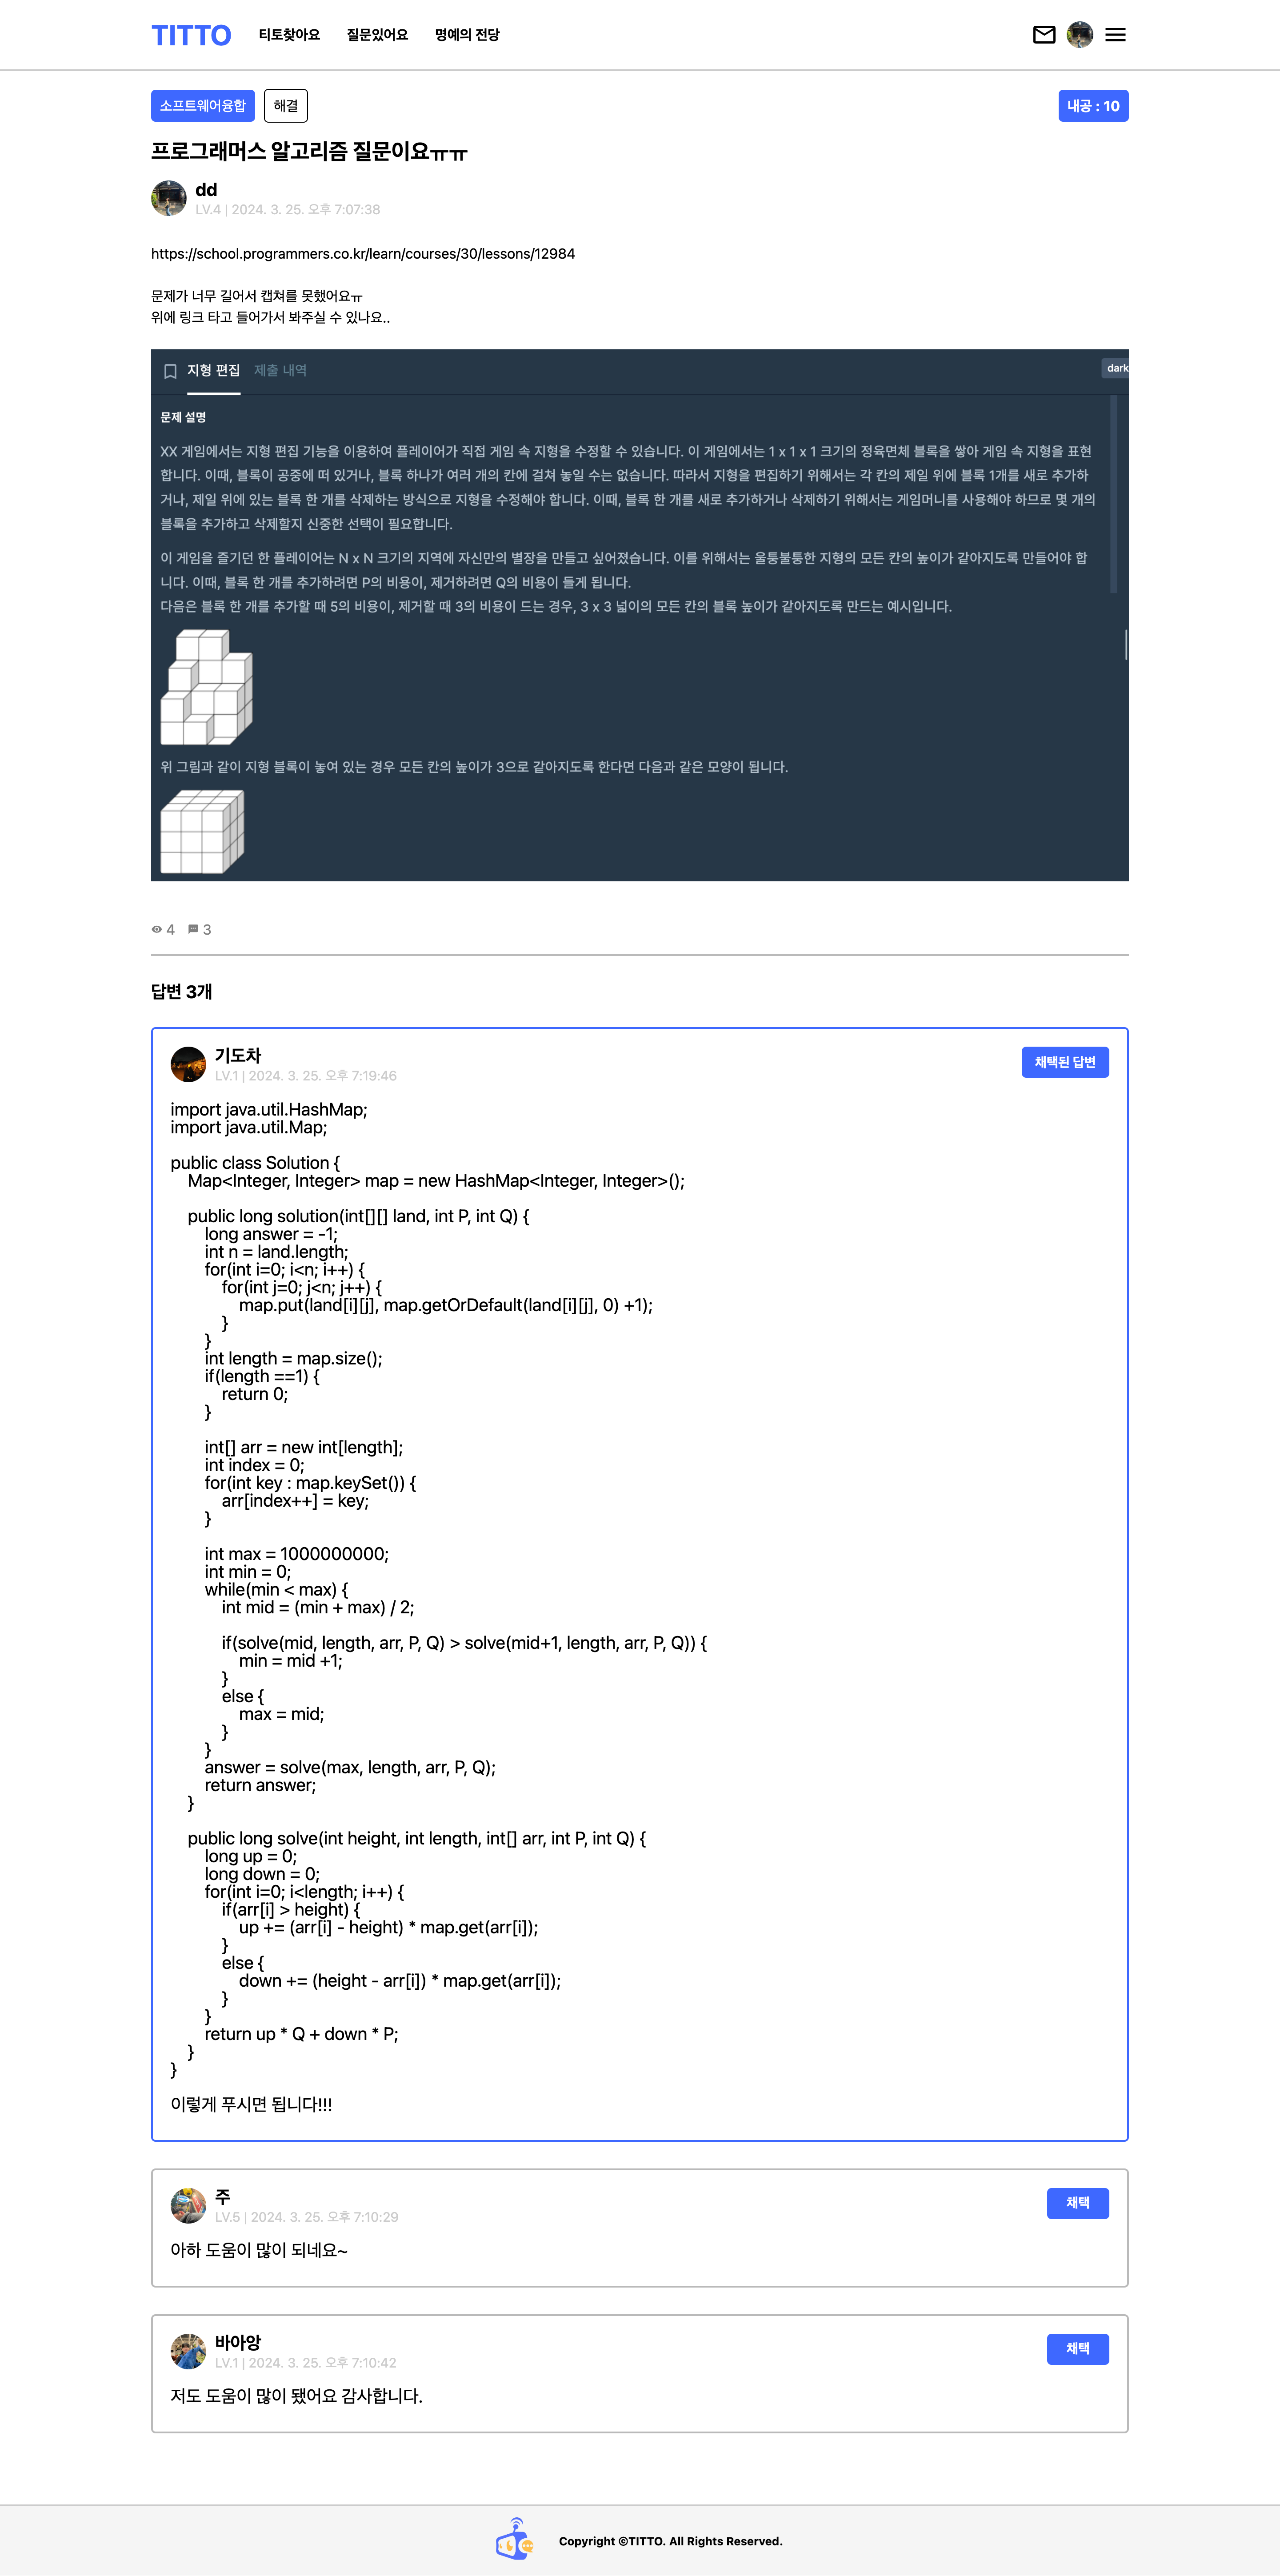 TITTO 티토찾아요 질문있어요 명예의 전당
소프트웨어융합 해결 내공 : 10
프로그래머스 알고리즘 질문이요ㅠㅠ
dd
LV.4 | 2024. 3. 25. 오후 7:07:38
https://school.programmers.co.kr/learn/courses/30/lessons/12984
문제가 너무 길어서 캡쳐를 못했어요ㅠ
위에 링크 타고 들어가서 봐주실 수 있나요..
지형 편집 제출 내역 dark
문제 설명
XX 게임에서는 지형 편집 기능을 이용하여 플레이어가 직접 게임 속 지형을 수정할 수 있습니다. 이 게임에서는 1 x 1 x 1 크기의 정육면체 블록을 쌓아 게임 속 지형을 표현
합니다. 이때, 블록이 공중에 떠 있거나, 블록 하나가 여러 개의 칸에 걸쳐 놓일 수는 없습니다. 따라서 지형을 편집하기 위해서는 각 칸의 제일 위에 블록 1개를 새로 추가하
거나, 제일 위에 있는 블록 한 개를 삭제하는 방식으로 지형을 수정해야 합니다. 이때, 블록 한 개를 새로 추가하거나 삭제하기 위해서는 게임머니를 사용해야 하므로 몇 개의
블록을 추가하고 삭제할지 신중한 선택이 필요합니다.
이 게임을 즐기던 한 플레이어는 N x N 크기의 지역에 자신만의 별장을 만들고 싶어졌습니다. 이를 위해서는 울퉁불퉁한 지형의 모든 칸의 높이가 같아지도록 만들어야 합
니다. 이때, 블록 한 개를 추가하려면 P의 비용이, 제거하려면 Q의 비용이 들게 됩니다.
다음은 블록 한 개를 추가할 때 5의 비용이, 제거할 때 3의 비용이 드는 경우, 3 x 3 넓이의 모든 칸의 블록 높이가 같아지도록 만드는 예시입니다.
위 그림과 같이 지형 블록이 놓여 있는 경우 모든 칸의 높이가 3으로 같아지도록 한다면 다음과 같은 모양이 됩니다.
4 3
답변 3개
기도차 채택된 답변
LV.1 | 2024. 3. 25. 오후 7:19:46
import java.util.HashMap;
import java.util.Map;
public class Solution {
Map<Integer, Integer> map = new HashMap<Integer, Integer>();
public long solution(int[][] land, int P, int Q) {
long answer = -1;
int n = land.length;
for(int i=0; i<n; i++) {
for(int j=0; j<n; j++) {
map.put(land[i][j], map.getOrDefault(land[i][j], 0) +1);
}
}
int length = map.size();
if(length ==1) {
return 0;
}
int[] arr = new int[length];
int index = 0;
for(int key : map.keySet()) {
arr[index++] = key;
}
int max = 1000000000;
int min = 0;
while(min < max) {
int mid = (min + max) / 2;
if(solve(mid, length, arr, P, Q) > solve(mid+1, length, arr, P, Q)) {
min = mid +1;
}
else {
max = mid;
}
}
answer = solve(max, length, arr, P, Q);
return answer;
}
public long solve(int height, int length, int[] arr, int P, int Q) {
long up = 0;
long down = 0;
for(int i=0; i<length; i++) {
if(arr[i] > height) {
up += (arr[i] - height) * map.get(arr[i]);
}
else {
down += (height - arr[i]) * map.get(arr[i]);
}
}
return up * Q + down * P;
}
}
이렇게 푸시면 됩니다!!!
주 채택
LV.5 | 2024. 3. 25. 오후 7:10:29
아하 도움이 많이 되네요~
바아앙 채택
LV.1 | 2024. 3. 25. 오후 7:10:42
저도 도움이 많이 됐어요 감사합니다.
Copyright ©TITTO. All Rights Reserved.